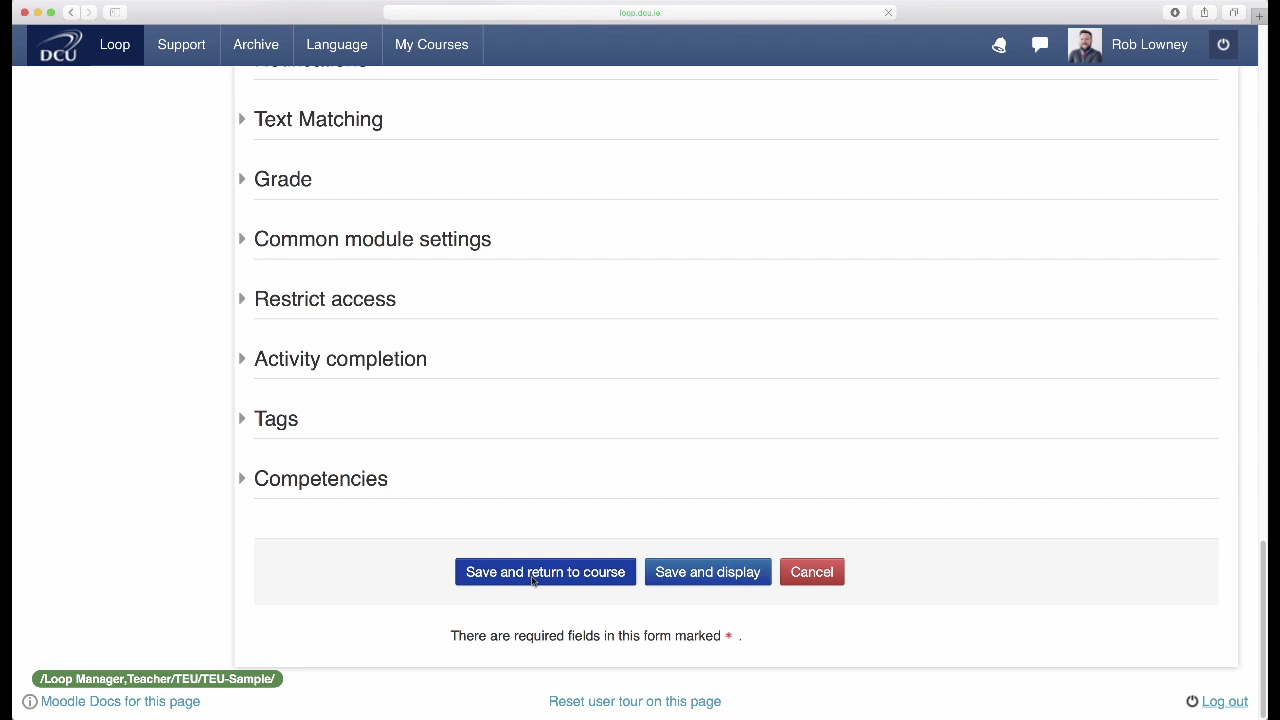 loop.dcu.ie
DCU Loop Support Archive Language My Courses Rob Lowney
Text Matching
Grade
Common module settings
Restrict access
Activity completion
Tags
Competencies
Save and return to course Save and display Cancel
There are required fields in this form marked * .
/Loop Manager,Teacher/TEU/TEU-Sample/
Moodle Docs for this page Reset user tour on this page Log out